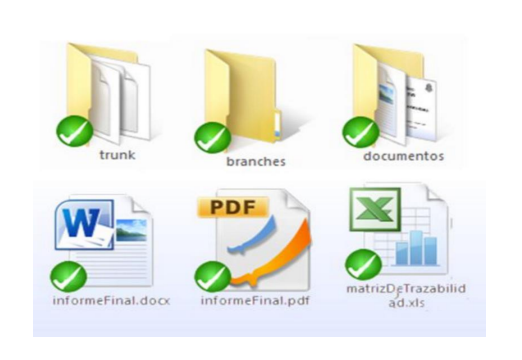 trunk
branches
documentos
W
PDF
X
informeFinal.docx
informeFinal.pdf
matrizDeTrazabilid
ad.xls